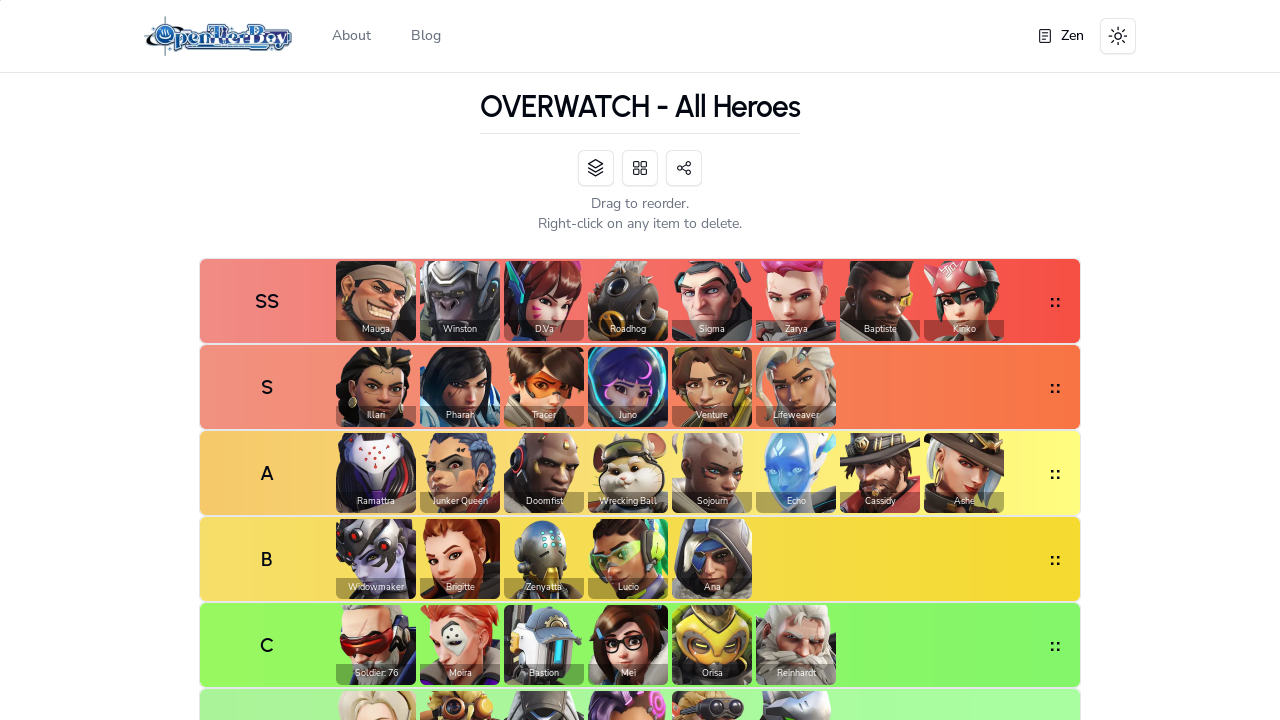 OpenTierBoy
About
Blog
Zen
OVERWATCH - All Heroes
Drag to reorder.
Right-click on any item to delete.
SS
Mauga
Winston
D.Va
Roadhog
Sigma
Zarya
Baptiste
Kiriko
S
Illari
Pharah
Tracer
Juno
Venture
Lifeweaver
A
Ramattra
Junker Queen
Doomfist
Wrecking Ball
Sojourn
Echo
Cassidy
Ashe
B
Widowmaker
Brigitte
Zenyatta
Lucio
Ana
C
Soldier: 76
Moira
Bastion
Mei
Orisa
Reinhardt